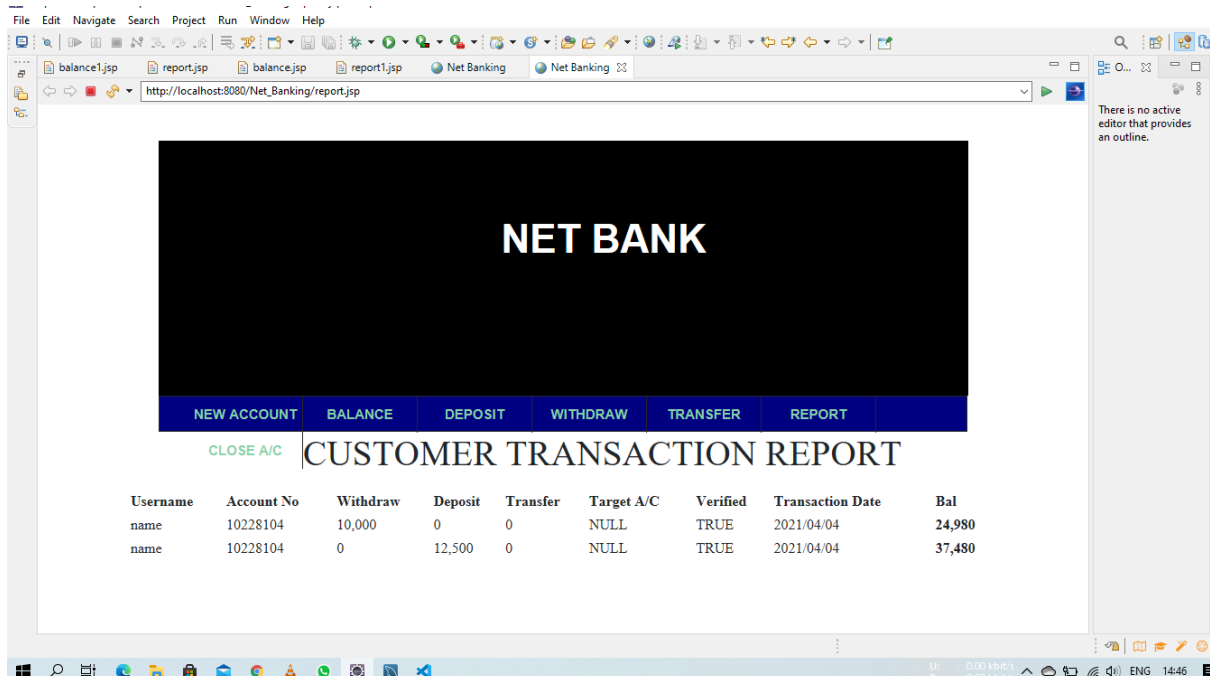 File Edit Navigate Search Project Run Window Help
balance1.jsp report.jsp balance.jsp report1.jsp Net Banking Net Banking O...
http://localhost:8080/Net_Banking/report.jsp
There is no active
editor that provides
an outline.
NET BANK
NEW ACCOUNT BALANCE DEPOSIT WITHDRAW TRANSFER REPORT
CLOSE A/C
CUSTOMER TRANSACTION REPORT
Username Account No Withdraw Deposit Transfer Target A/C Verified Transaction Date Bal
name 10228104 10,000 0 0 NULL TRUE 2021/04/04 24,980
name 10228104 0 12,500 0 NULL TRUE 2021/04/04 37,480
U: 0.00 kbit/s
ENG 14:46